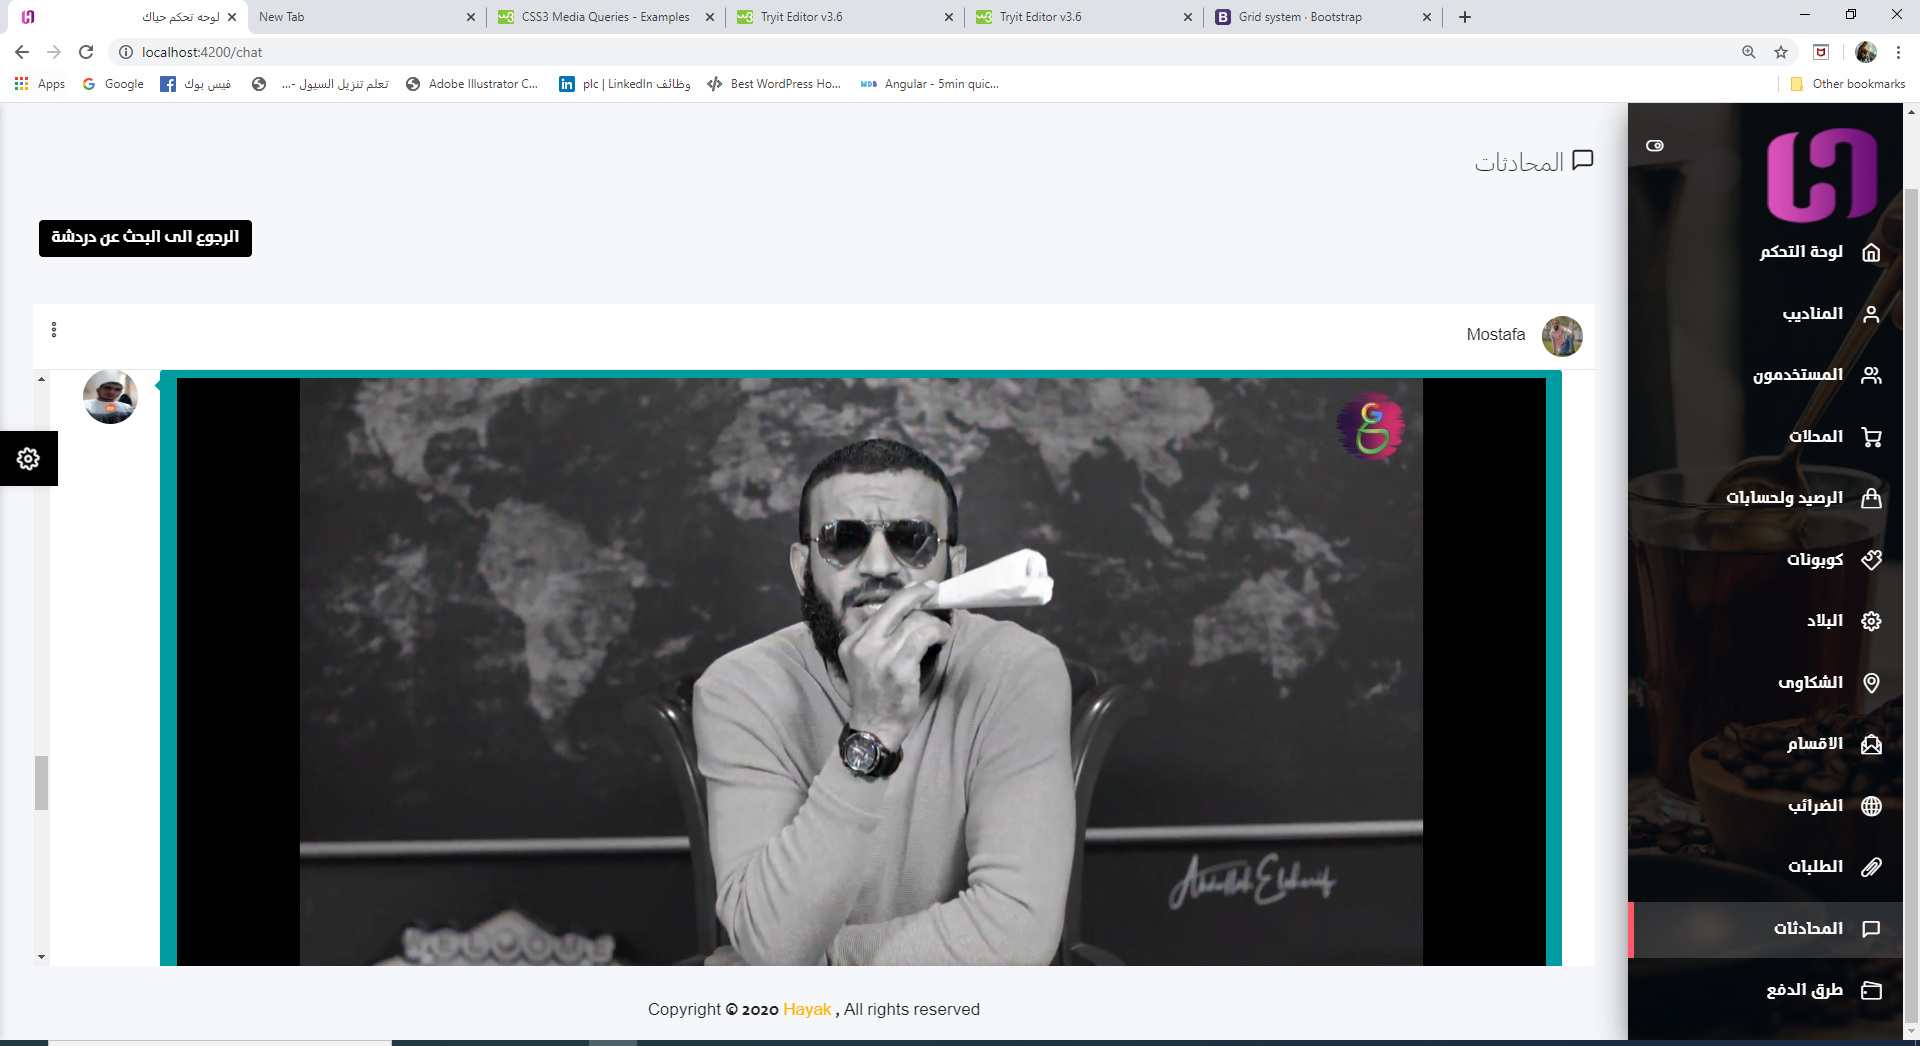 لوحه تحكم حياك
New Tab
CSS3 Media Queries - Examples
Tryit Editor v3.6
Tryit Editor v3.6
Grid system · Bootstrap
localhost:4200/chat
Apps
Google
فيس بوك
تعلم تنزيل السيول -...
Adobe Illustrator C...
plc | LinkedIn وظائف
Best WordPress Ho...
Angular - 5min quic...
Other bookmarks
المحادثات
الرجوع الى البحث عن دردشة
Mostafa
WELCOME
Abdullah Elsherif
لوحة التحكم
المناديب
المستخدمون
المحلات
الرصيد ولحسابات
كوبونات
البلاد
الشكاوى
الاقسام
الضرائب
الطلبات
المحادثات
طرق الدفع
Copyright © 2020 Hayak , All rights reserved